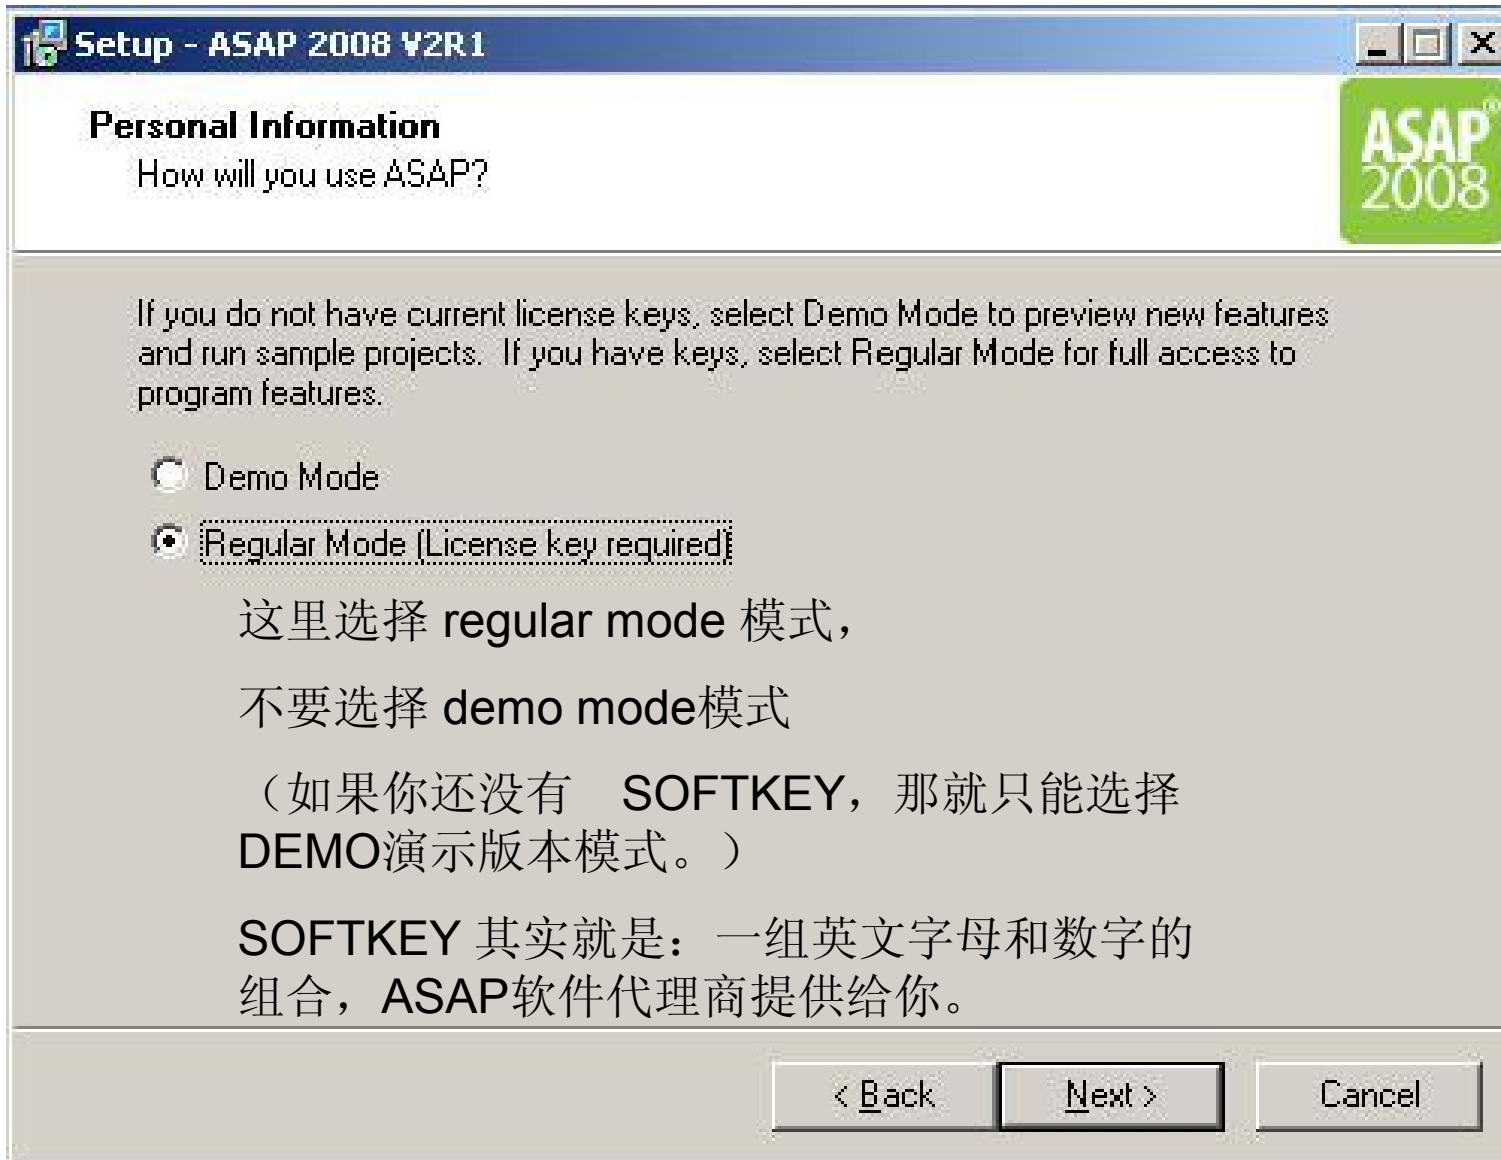 Setup - ASAP 2008 V2R1
Personal Information
How will you use ASAP?
ASAP®
2008
If you do not have current license keys, select Demo Mode to preview new features
and run sample projects.  If you have keys, select Regular Mode for full access to
program features.
Demo Mode
Regular Mode (License key required)
这里选择 regular mode 模式，
不要选择 demo mode模式
（如果你还没有　SOFTKEY，那就只能选择
DEMO演示版本模式。）
SOFTKEY 其实就是：一组英文字母和数字的
组合，ASAP软件代理商提供给你。
< Back
Next >
Cancel